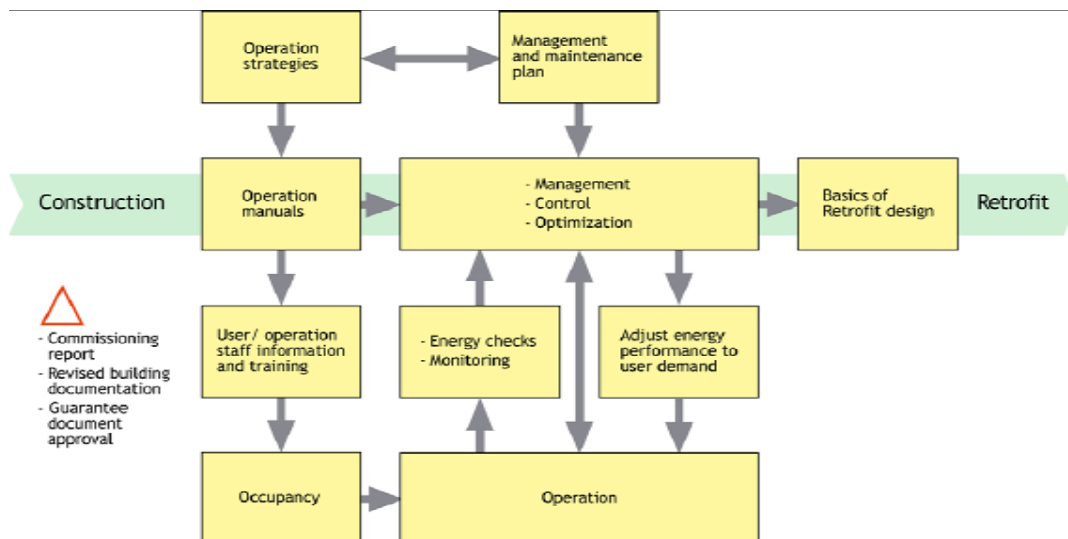 Operation
strategies
Management
and maintenance
plan
Construction
Operation
manuals
- Management
- Control
- Optimization
Basics of
Retrofit design
Retrofit
- Commissioning
report
- Revised building
documentation
- Guarantee
document
approval
User/ operation
staff information
and training
- Energy checks
- Monitoring
Adjust energy
performance to
user demand
Occupancy
Operation